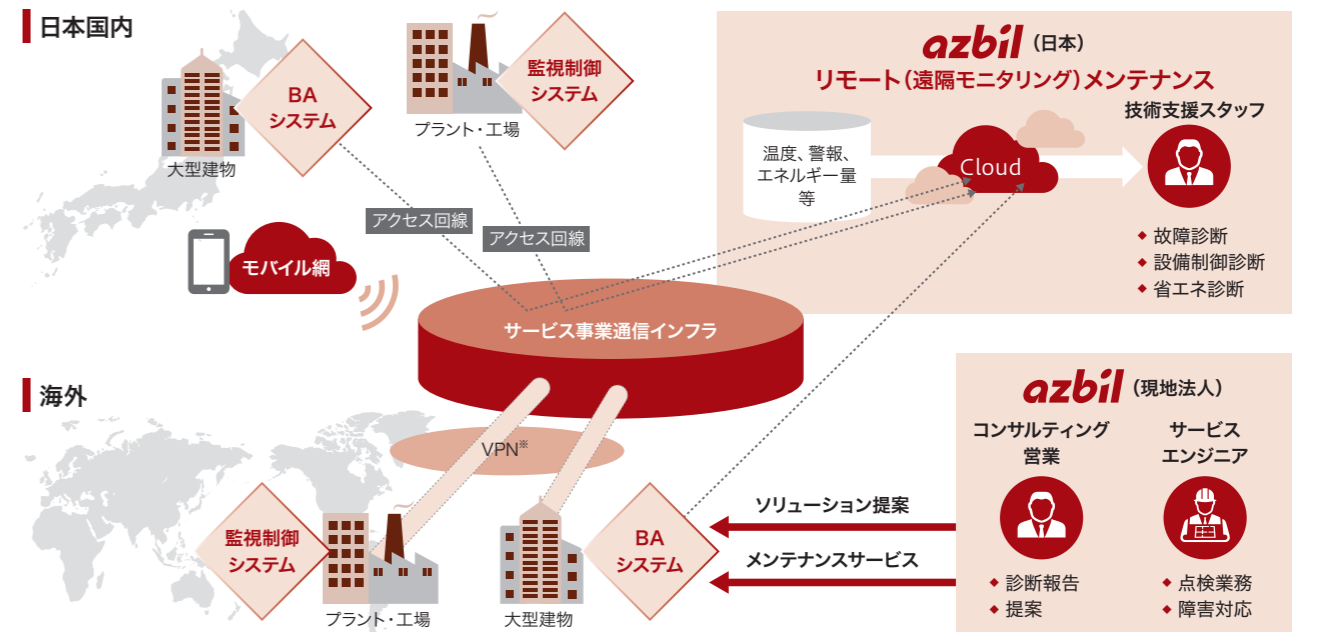 日本国内
BA
システム
大型建物
監視制御
システム
プラント・工場
アクセス回線
アクセス回線
モバイル網
サービス事業通信インフラ
azbil（日本）
リモート（遠隔モニタリング）メンテナンス
技術支援スタッフ
温度、警報、
エネルギー量
等
Cloud
◆ 故障診断
◆ 設備制御診断
◆ 省エネ診断
海外
VPN※
監視制御
システム
プラント・工場
大型建物
BA
システム
ソリューション提案
メンテナンスサービス
azbil（現地法人）
コンサルティング
営業
◆ 診断報告
◆ 提案
サービス
エンジニア
◆ 点検業務
◆ 障害対応